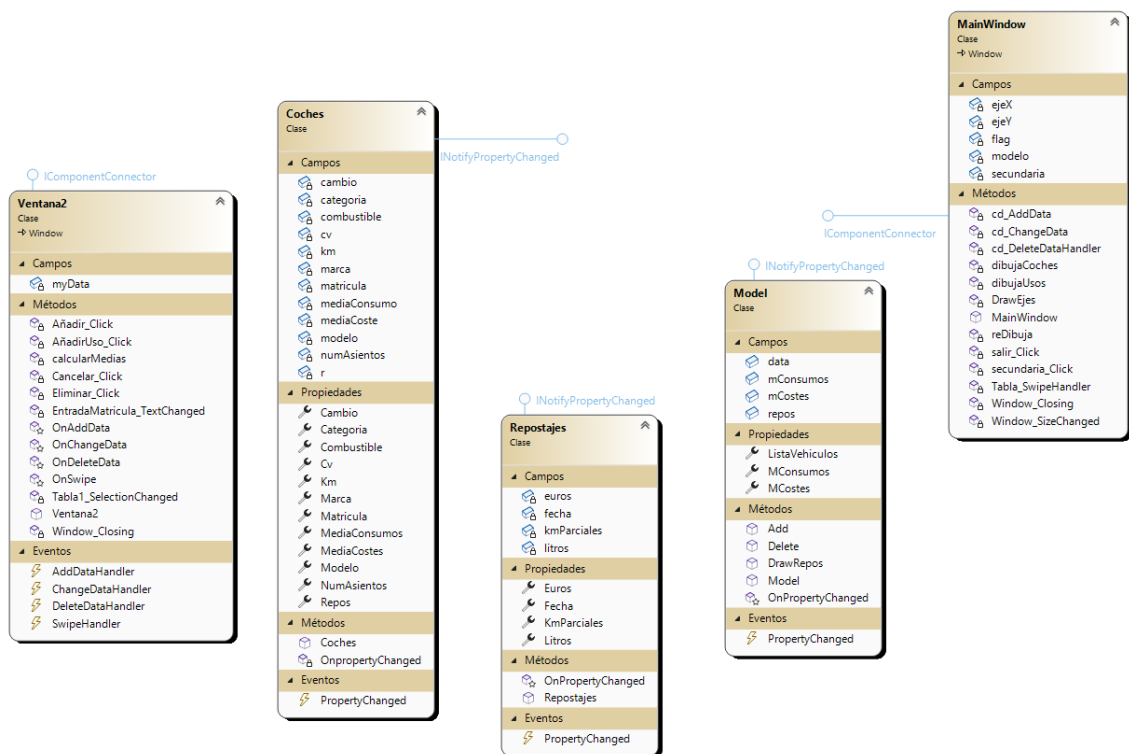 IComponentConnector
Ventana2
Clase
Window
Campos
myData
Métodos
Añadir_Click
AñadirUso_Click
calcularMedias
Cancelar_Click
Eliminar_Click
EntradaMatricula_TextChanged
OnAddData
OnChangeData
OnDeleteData
OnSwipe
Tabla1_SelectionChanged
Ventana2
Window_Closing
Eventos
AddDataHandler
ChangeDataHandler
DeleteDataHandler
SwipeHandler
Coches
Clase
INotifyPropertyChanged
Campos
cambio
categoria
combustible
cv
km
marca
matricula
mediaConsumo
mediaCoste
modelo
numAsientos
r
Propiedades
Cambio
Categoria
Combustible
Cv
Km
Marca
Matricula
MediaConsumos
MediaCostes
Modelo
NumAsientos
Repos
Métodos
Coches
OnpropertyChanged
Eventos
PropertyChanged
INotifyPropertyChanged
Repostajes
Clase
Campos
euros
fecha
kmParciales
litros
Propiedades
Euros
Fecha
KmParciales
Litros
Métodos
OnPropertyChanged
Repostajes
Eventos
PropertyChanged
INotifyPropertyChanged
Model
Clase
Campos
data
mConsumos
mCostes
repos
Propiedades
ListaVehiculos
MConsumos
MCostes
Métodos
Add
Delete
DrawRepos
Model
OnPropertyChanged
Eventos
PropertyChanged
MainWindow
Clase
Window
IComponentConnector
Campos
ejeX
ejeY
flag
modelo
secundaria
Métodos
cd_AddData
cd_ChangeData
cd_DeleteDataHandler
dibujaCoches
dibujaUsos
DrawEjes
MainWindow
reDibuja
salir_Click
secundaria_Click
Tabla_SwipeHandler
Window_Closing
Window_SizeChanged